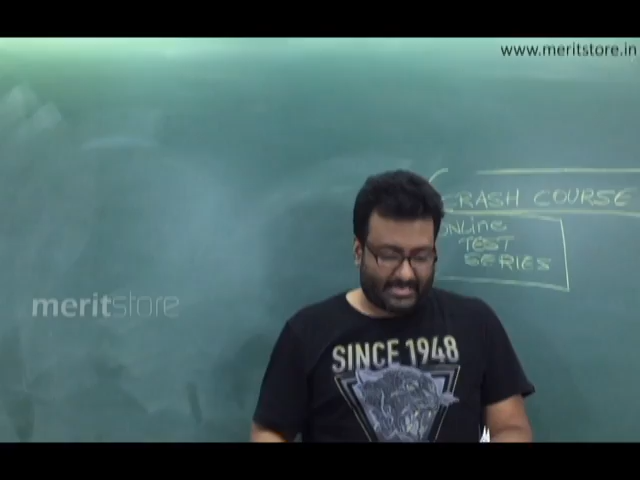 www.meritstore.in
CRASH COURSE
ONLINE
TEST
SERIES
meritstore
SINCE 1948